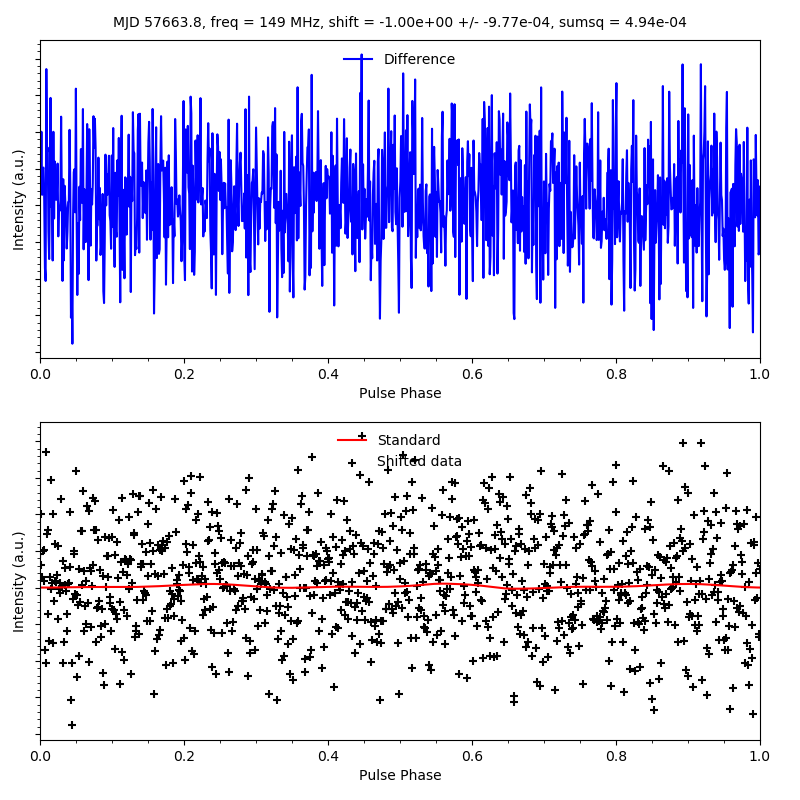 MJD 57663.8, freq = 149 MHz, shift = -1.00e+00 +/- -9.77e-04, sumsq = 4.94e-04
Difference
Intensity (a.u.)
0.0 0.2 0.4 0.6 0.8 1.0
Pulse Phase
Standard
Shifted data
Intensity (a.u.)
0.0 0.2 0.4 0.6 0.8 1.0
Pulse Phase